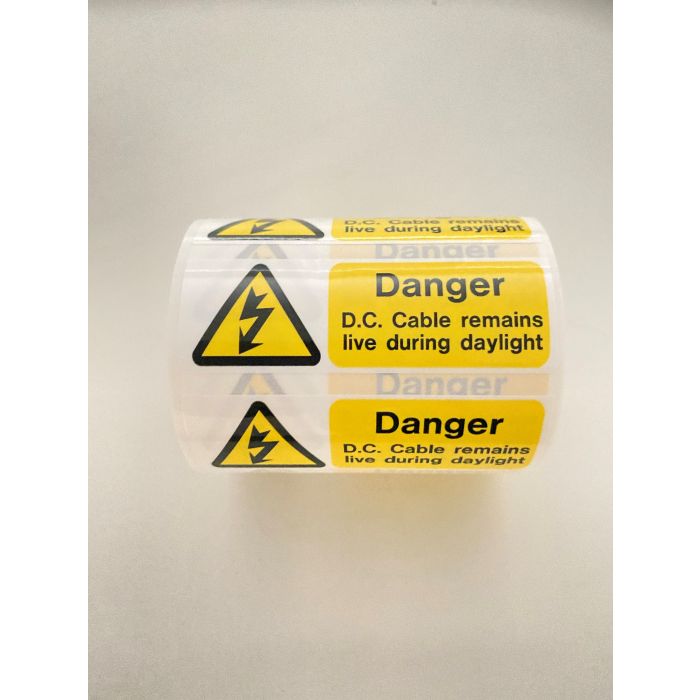 D.C. Cable remains
live during daylight
Danger
Danger
D.C. Cable remains
live during daylight
Danger
Danger
D.C. Cable remains
live during daylight